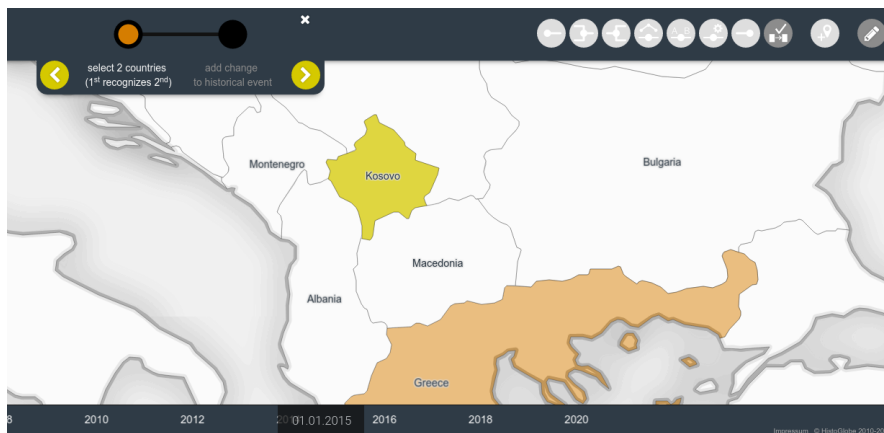 select 2 countries
(1st recognizes 2nd)
add change
to historical event
Bulgaria
Montenegro
Kosovo
Macedonia
Albania
Greece
8 2010 2012 01.01.2015 2016 2018 2020
Impressum © HistoGlobe 2010-20